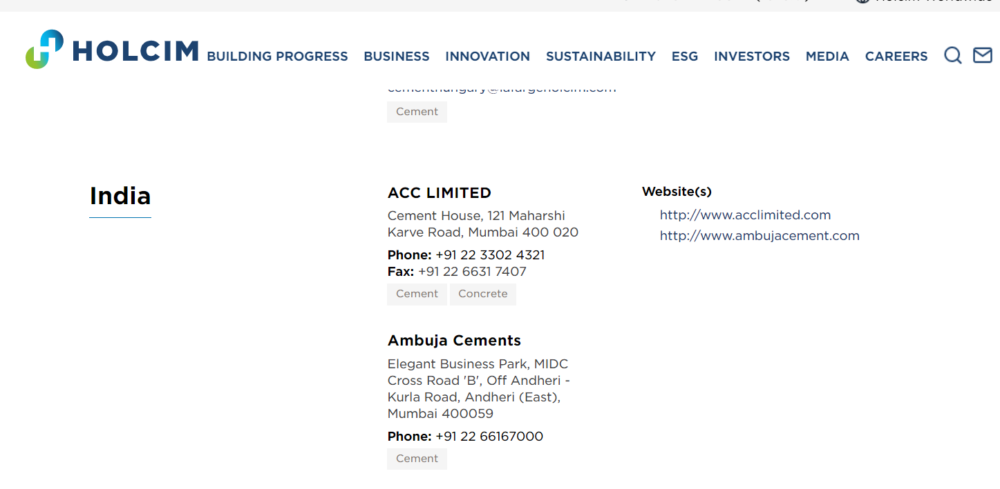 HOLCIM
BUILDING PROGRESS BUSINESS INNOVATION SUSTAINABILITY ESG INVESTORS MEDIA CAREERS
cementhungary@lafargeholcim.com
Cement
India
ACC LIMITED
Cement House, 121 Maharshi
Karve Road, Mumbai 400 020
Phone: +91 22 3302 4321
Fax: +91 22 6631 7407
Cement Concrete
Website(s)
http://www.acclimited.com
http://www.ambujacement.com
Ambuja Cements
Elegant Business Park, MIDC
Cross Road 'B', Off Andheri -
Kurla Road, Andheri (East),
Mumbai 400059
Phone: +91 22 66167000
Cement